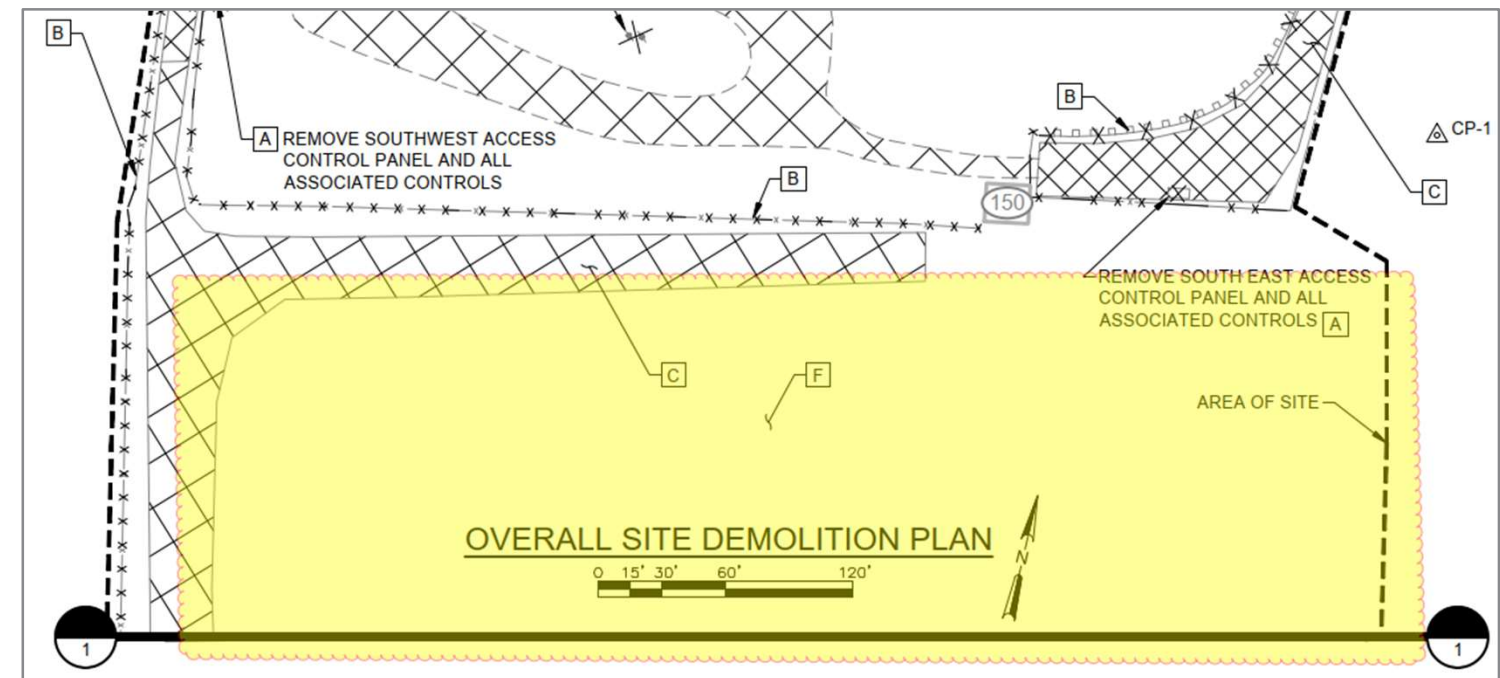 B
A REMOVE SOUTHWEST ACCESS
CONTROL PANEL AND ALL
ASSOCIATED CONTROLS
B
B
CP-1
C
150
REMOVE SOUTH EAST ACCESS
CONTROL PANEL AND ALL
ASSOCIATED CONTROLS A
C
F
AREA OF SITE
OVERALL SITE DEMOLITION PLAN
0 15' 30' 60' 120'
N
1
1